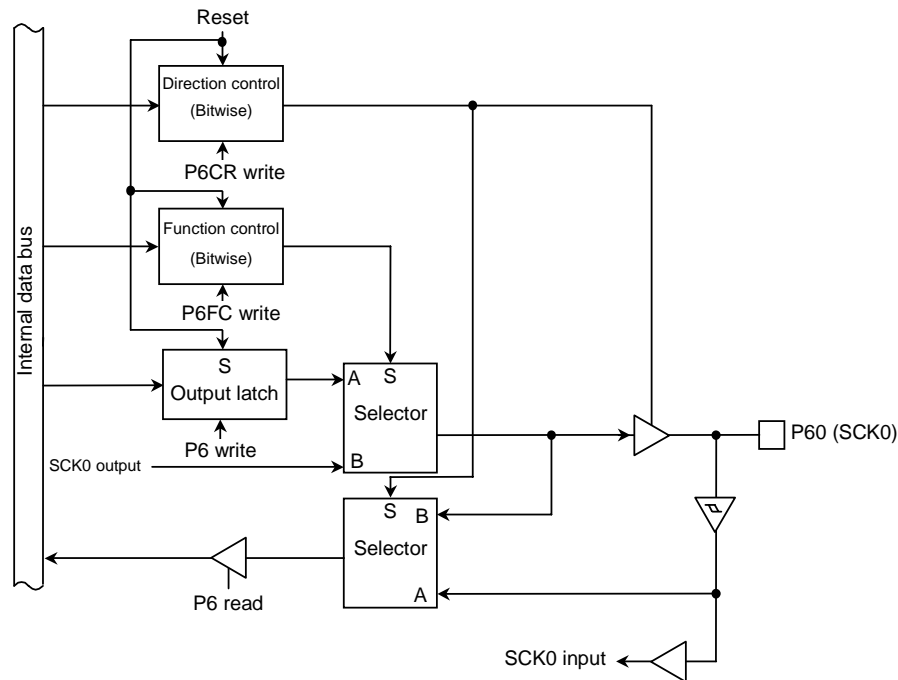 Reset
Direction control
(Bitwise)
P6CR write
Function control
(Bitwise)
P6FC write
Internal data bus
S
Output latch
P6 write
SCK0 output
A
S
Selector
B
P60 (SCK0)
S
B
Selector
A
P6 read
SCK0 input